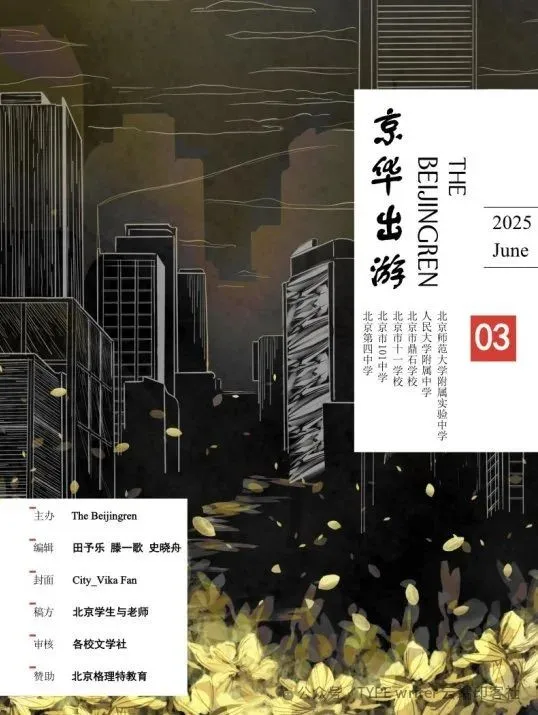 京华出游
THE
BEIJINGREN
2025
June
03
北京师范大学附属实验中学
人民大学附属中学
北京市鼎石学校
北京市十一学校
北京市101中学
北京第四中学
主办 The Beijingren
编辑 田予乐 滕一歌 史晓舟
封面 City_Vika Fan
稿方 北京学生与老师
审核 各校文学社
赞助 北京格理特教育
公众号 TYPE writer